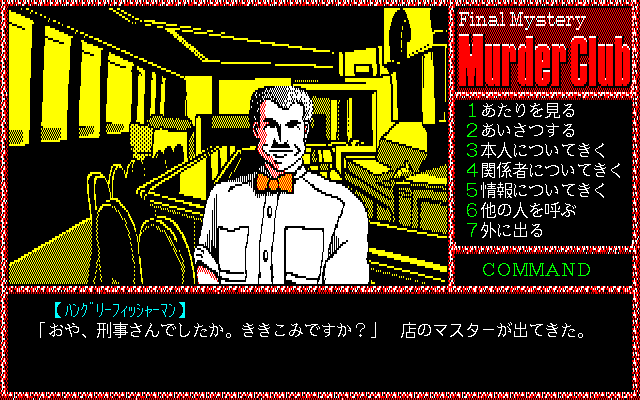 Final Mystery
Murder Club
1 あたりを見る
2 あいさつする
3 本人についてきく
4 関係者についてきく
5 情報についてきく
6 他の人を呼ぶ
7 外に出る
COMMAND
【ハングリーフィッシャーマン】
「おや、刑事さんでしたか。ききこみですか?」 店のマスターが出てきた。